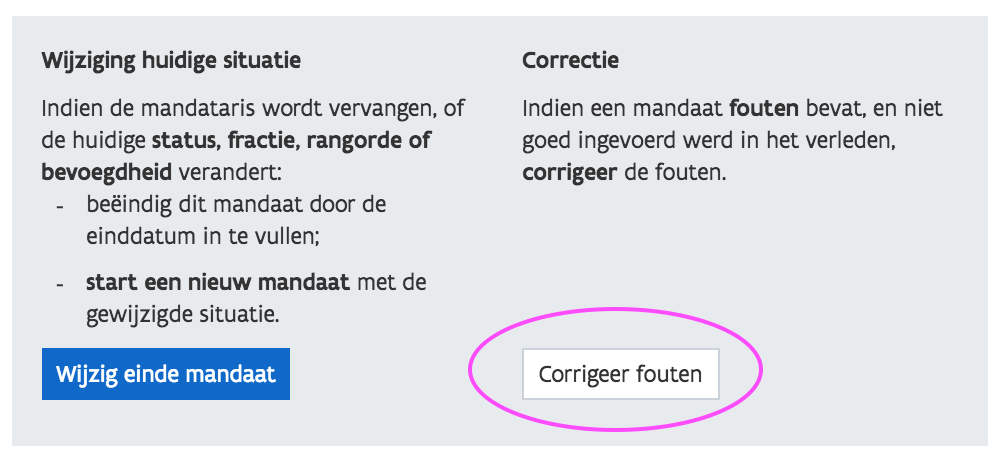 Wijziging huidige situatie
Indien de mandataris wordt vervangen, of
de huidige status, fractie, rangorde of
bevoegdheid verandert:
- beëindig dit mandaat door de
einddatum in te vullen;
- start een nieuw mandaat met de
gewijzigde situatie.
Wijzig einde mandaat
Correctie
Indien een mandaat fouten bevat, en niet
goed ingevoerd werd in het verleden,
corrigeer de fouten.
Corrigeer fouten